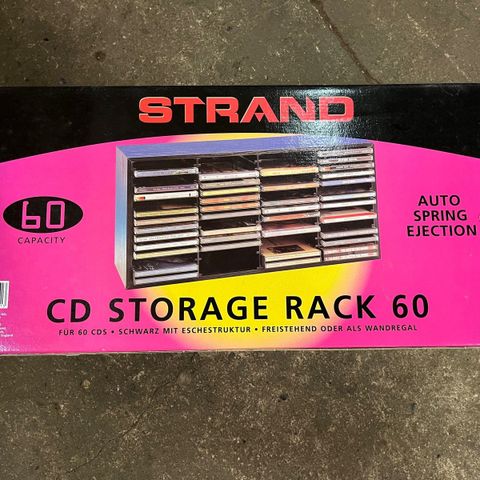 STRAND
60
CAPACITY
AUTO
SPRING
EJECTION
CD STORAGE RACK 60
FÜR 60 CDS • SCHWARZ MIT ESCHESTRUKTUR • FREISTEHEND ODER ALS WANDREGAL